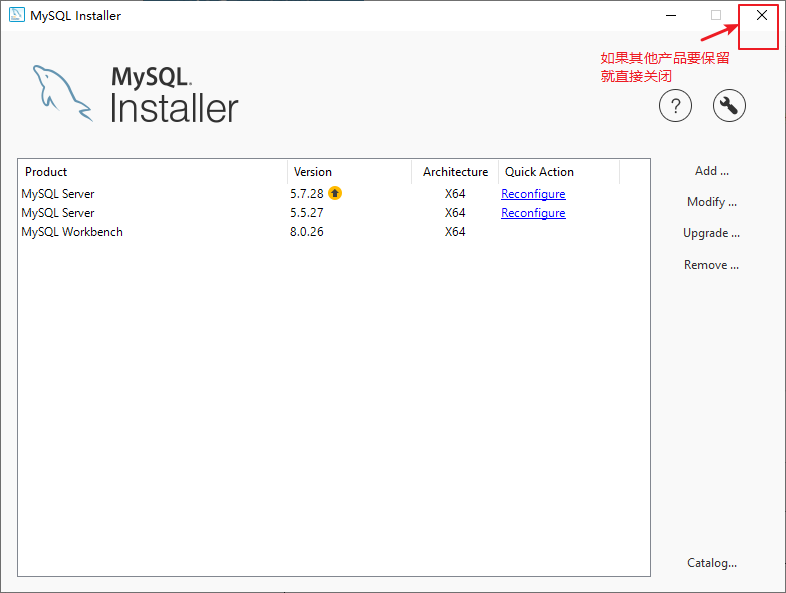 MySQL Installer
如果其他产品要保留
就直接关闭
MySQL.
Installer
?
Product Version Architecture Quick Action
MySQL Server 5.7.28 X64 Reconfigure
MySQL Server 5.5.27 X64 Reconfigure
MySQL Workbench 8.0.26 X64
Add ...
Modify ...
Upgrade ...
Remove ...
Catalog...